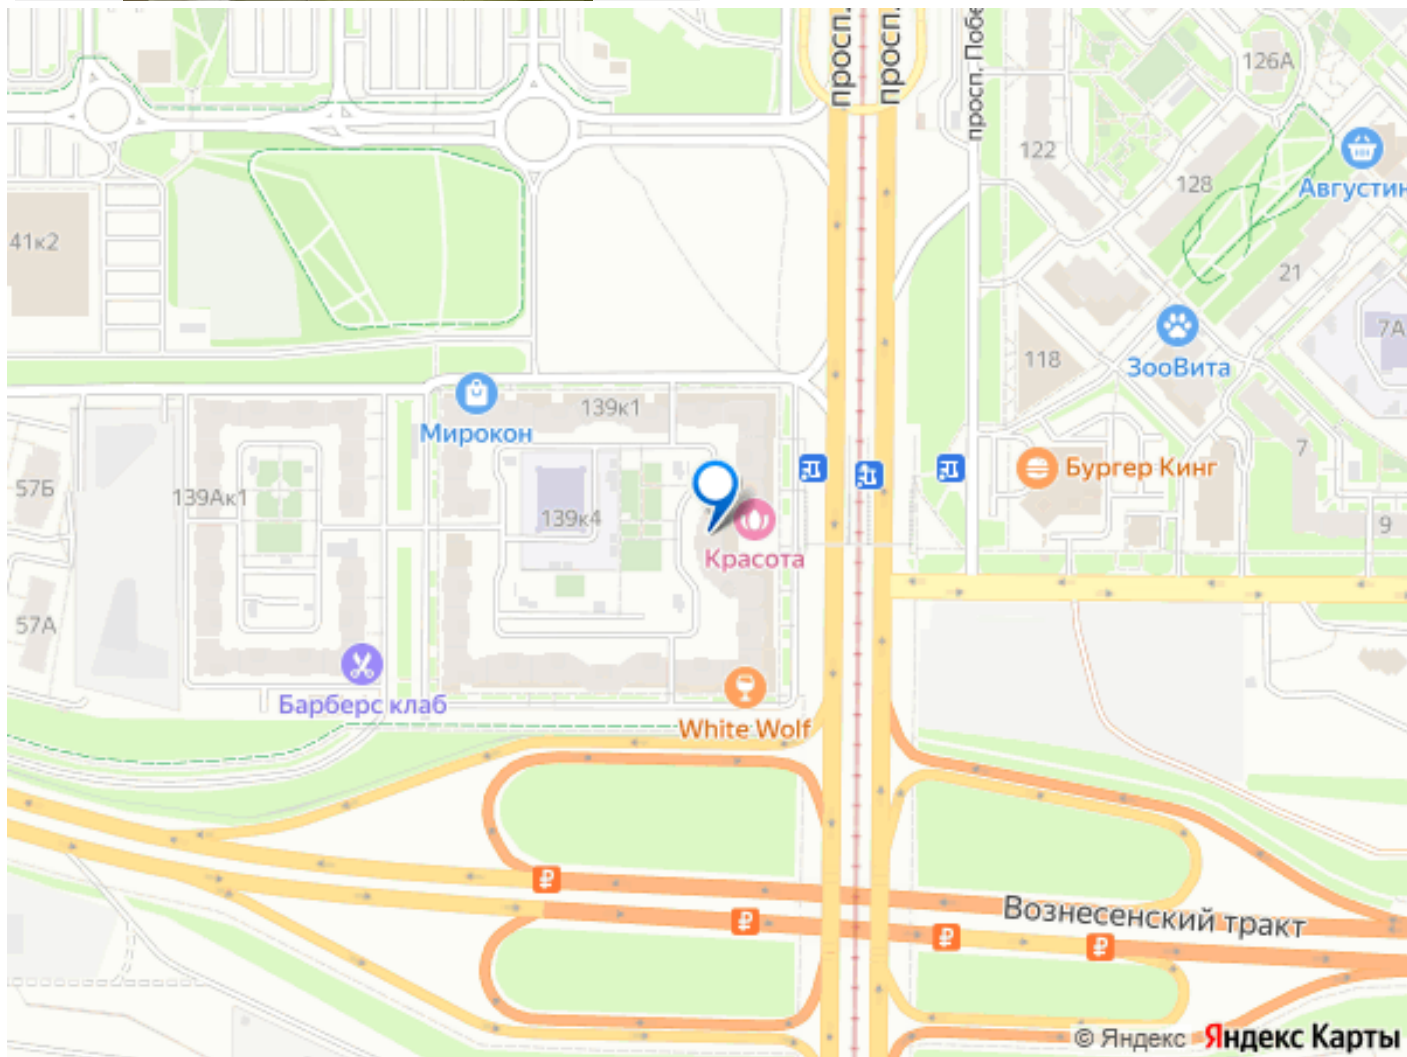 просп.
просп.
просп. Побе
126А
122
128
Августин
41к2
21
7А
118
ЗооВита
139к1
Мирокон
7
Бургер Кинг
57Б
139Ак1
139к4
9
Красота
57А
Барберс клаб
White Wolf
Вознесенский тракт
© Яндекс Яндекс Карты